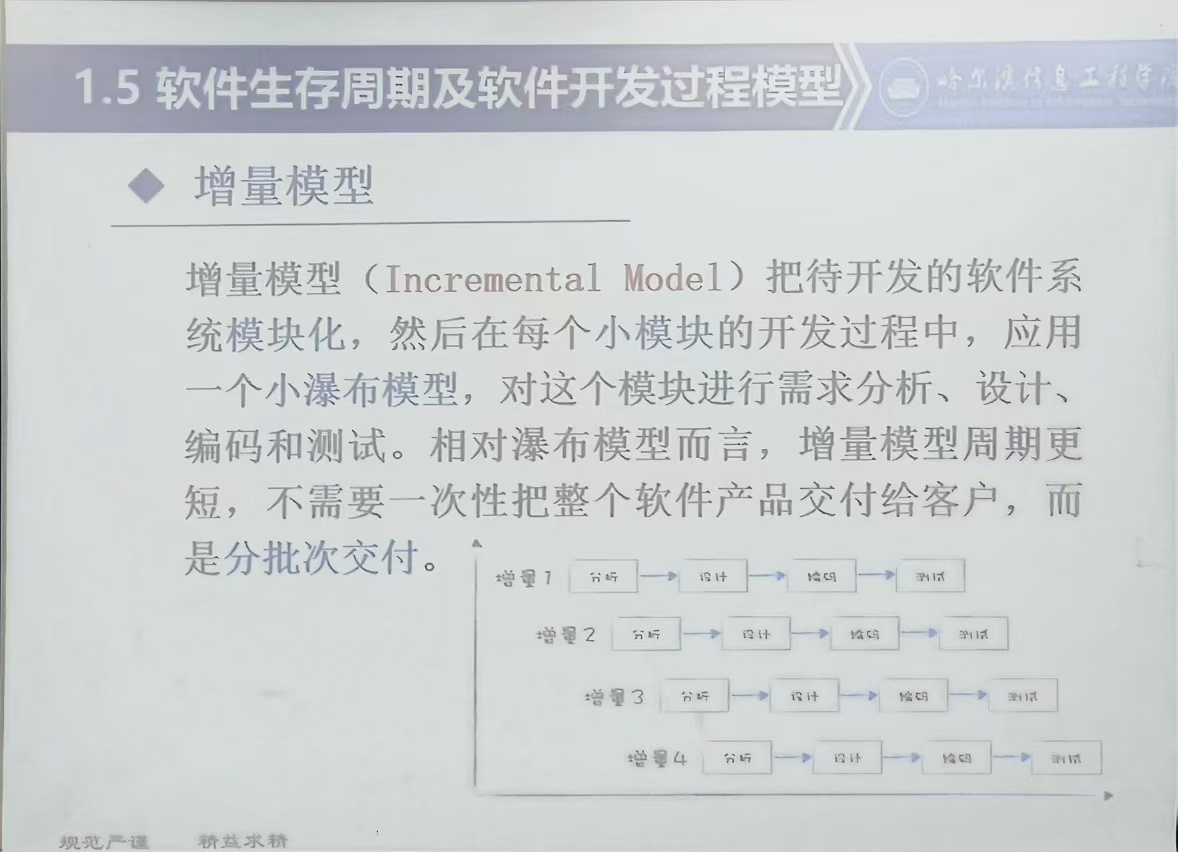 1.5 软件生存周期及软件开发过程模型
哈尔滨信息工程学院
增量模型
增量模型（Incremental Model）把待开发的软件系
统模块化，然后在每个小模块的开发过程中，应用
一个小瀑布模型，对这个模块进行需求分析、设计、
编码和测试。相对瀑布模型而言，增量模型周期更
短，不需要一次性把整个软件产品交付给客户，而
是分批次交付。
增量1 分析 设计 编码 测试
增量2 分析 设计 编码 测试
增量3 分析 设计 编码 测试
增量4 分析 设计 编码 测试
规范严谨 精益求精